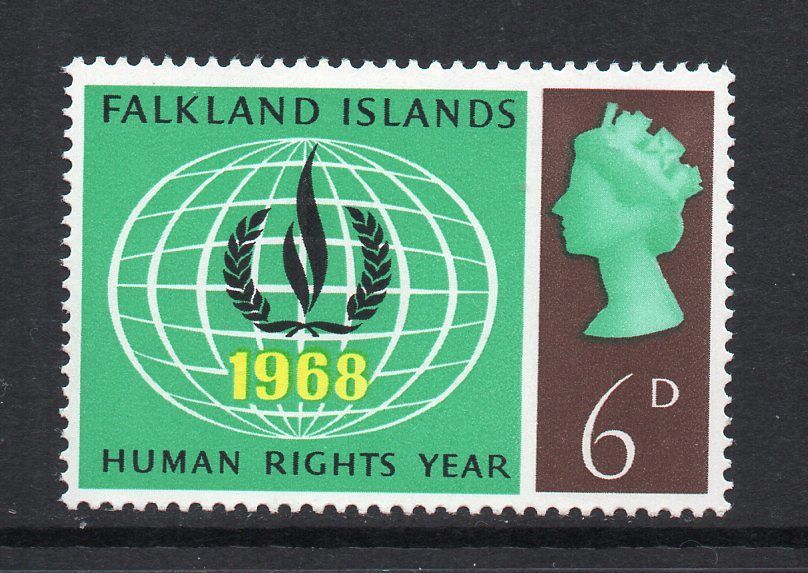 FALKLAND ISLANDS
1968
HUMAN RIGHTS YEAR
6D